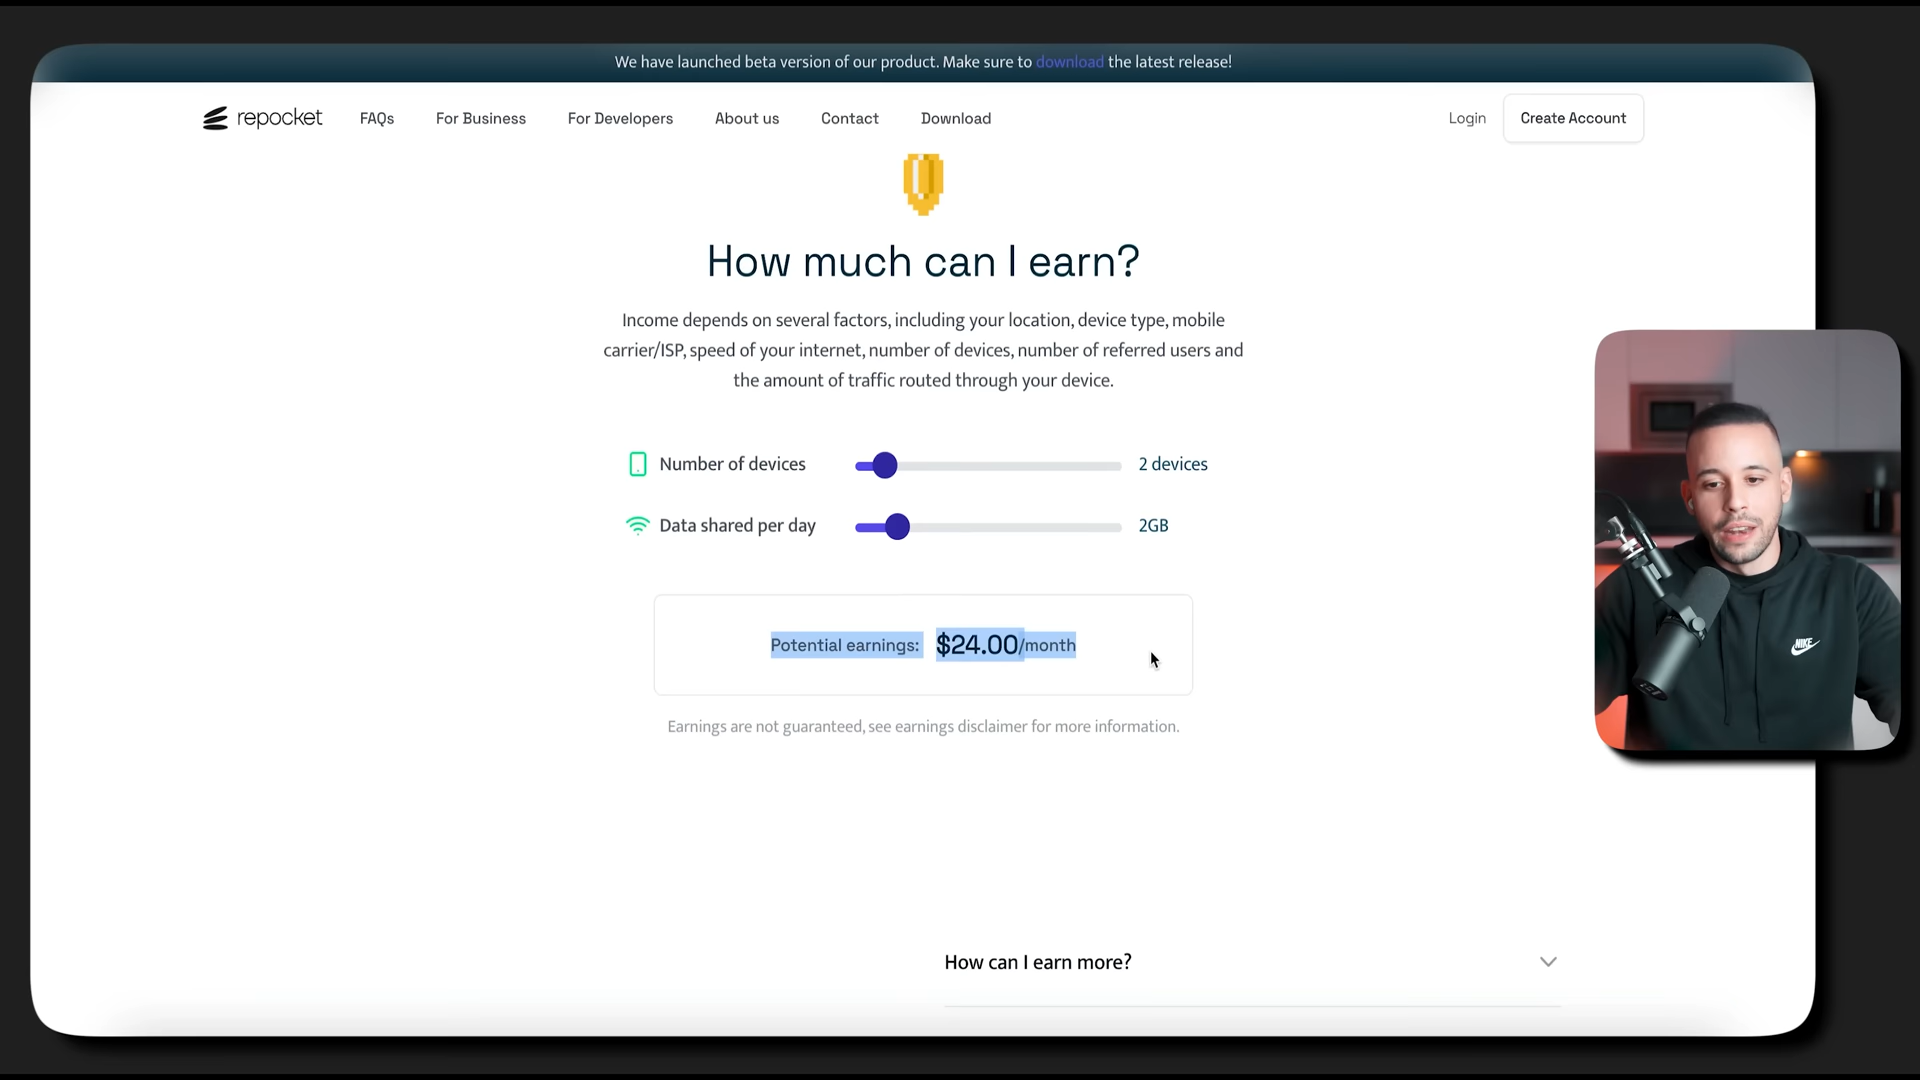 We have launched beta version of our product. Make sure to download the latest release!
repocket FAQs For Business For Developers About us Contact Download Login Create Account
How much can I earn?
Income depends on several factors, including your location, device type, mobile
carrier/ISP, speed of your internet, number of devices, number of referred users and
the amount of traffic routed through your device.
Number of devices 2 devices
Data shared per day 2GB
Potential earnings: $24.00/month
Earnings are not guaranteed, see earnings disclaimer for more information.
NIKE
How can I earn more?